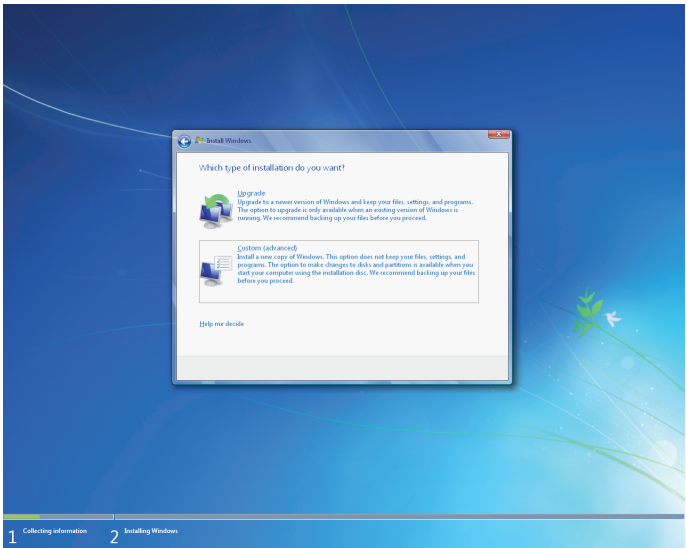 Install Windows
Which type of installation do you want?
Upgrade
Upgrade to a newer version of Windows and keep your files, settings, and programs.
The option to upgrade is only available when an existing version of Windows is
running. We recommend backing up your files before you proceed.
Custom (advanced)
Install a new copy of Windows. This option does not keep your files, settings, and
programs. The option to make changes to disks and partitions is available when you
start your computer using the installation disc. We recommend backing up your files
before you proceed.
Help me decide
1 Collecting information 2 Installing Windows